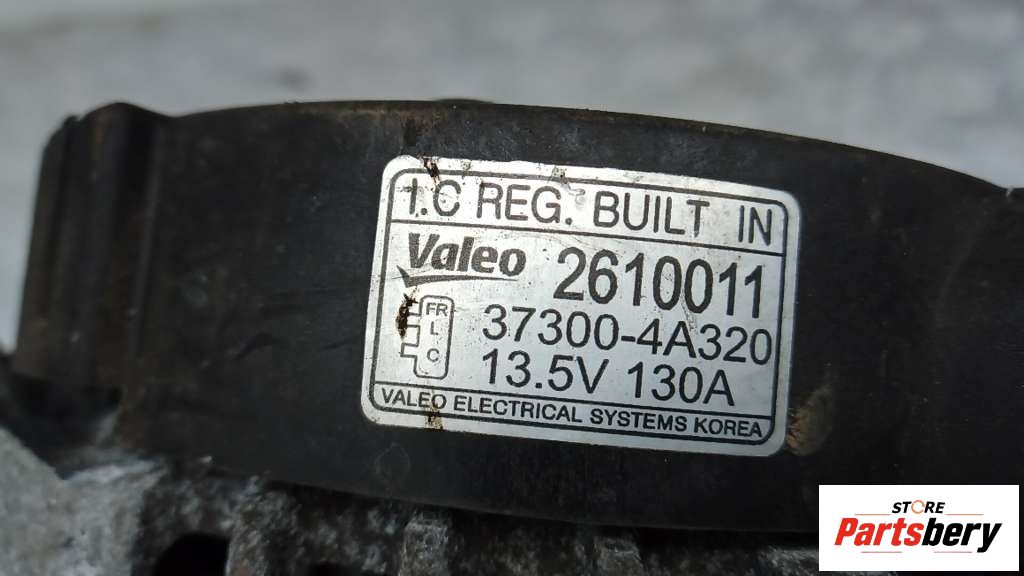 I.C REG. BUILT IN
Valeo 2610011
FR
L
C
37300-4A320
13.5V 130A
VALEO ELECTRICAL SYSTEMS KOREA
STORE
Partsbery